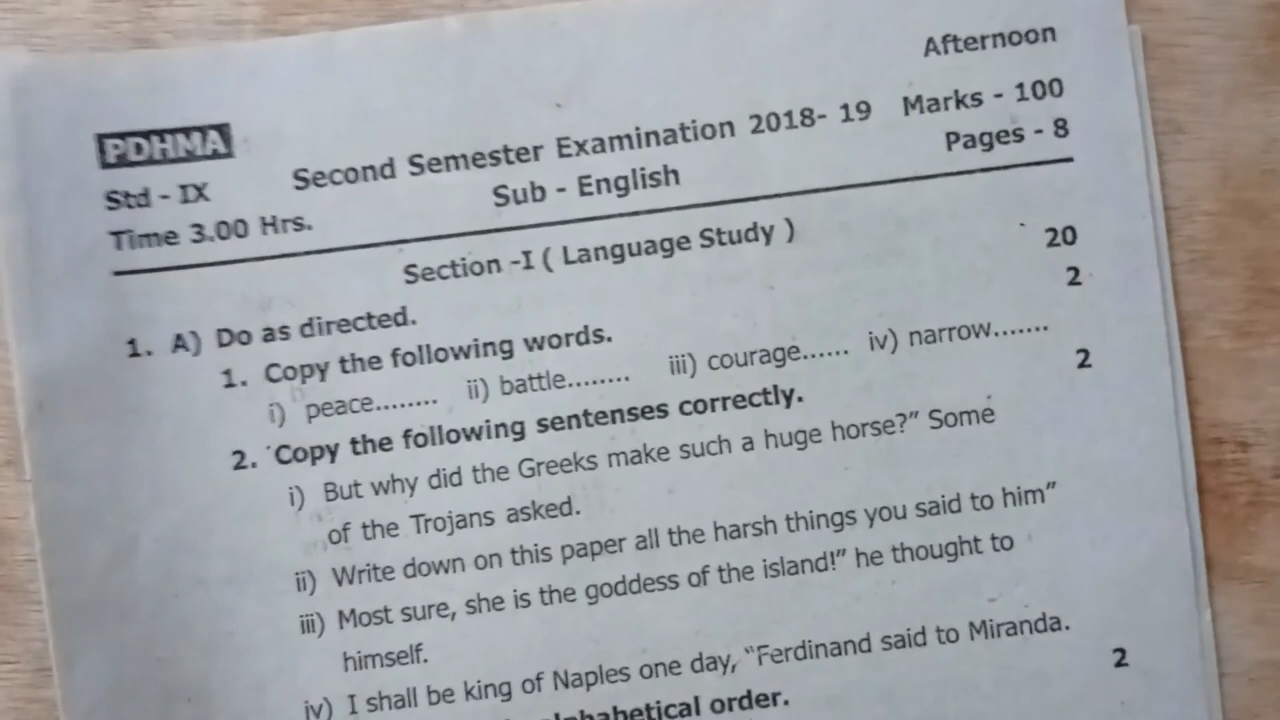 Afternoon
PDHMA
Second Semester Examination 2018- 19 Marks - 100
Std - IX
Sub - English
Pages - 8
Time 3.00 Hrs.
Section -I ( Language Study ) 20
1. A) Do as directed. 2
1. Copy the following words.
i) peace........ ii) battle........ iii) courage...... iv) narrow.......
2. Copy the following sentences correctly. 2
i) But why did the Greeks make such a huge horse?” Some
of the Trojans asked.
ii) Write down on this paper all the harsh things you said to him”
iii) Most sure, she is the goddess of the island!” he thought to
himself.
iv) I shall be king of Naples one day, “Ferdinand said to Miranda.
alphabetical order. 2